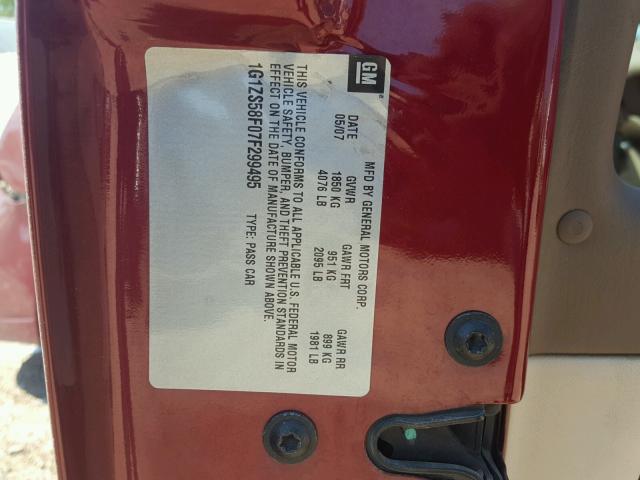 GM
MFD BY GENERAL MOTORS CORP.
DATE GVWR GAWR FRT GAWR RR
05/07 1850 KG 951 KG 899 KG
4076 LB 2095 LB 1981 LB
THIS VEHICLE CONFORMS TO ALL APPLICABLE U.S. FEDERAL MOTOR
VEHICLE SAFETY, BUMPER, AND THEFT PREVENTION STANDARDS IN
EFFECT ON THE DATE OF MANUFACTURE SHOWN ABOVE.
1G1ZS58F07F299495 TYPE: PASS CAR